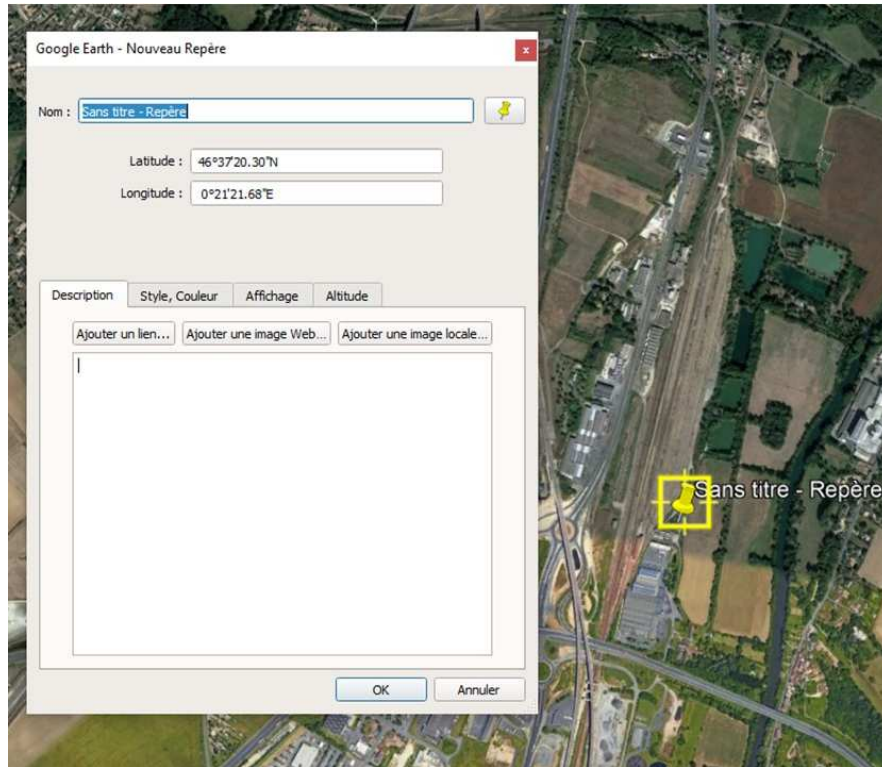 Google Earth - Nouveau Repère
x
Nom : Sans titre - Repère
Latitude : 46°37'20.30"N
Longitude : 0°21'21.68"E
Description Style, Couleur Affichage Altitude
Ajouter un lien... Ajouter une image Web... Ajouter une image locale...
Sans titre - Repère
OK Annuler